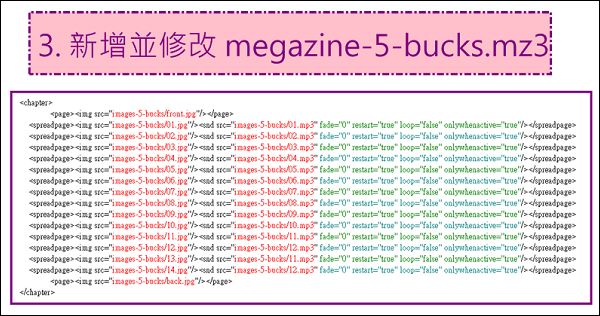 3. 新增並修改 megazine-5-bucks.mz3
<chapter>
<page><img src="images-5-bucks/front.jpg"/></page>
<spreadpage><img src="images-5-bucks/01.jpg"/><snd src="images-5-bucks/01.mp3" fade="0" restart="true" loop="false" onlywhenactive="true"/></spreadpage>
<spreadpage><img src="images-5-bucks/02.jpg"/><snd src="images-5-bucks/02.mp3" fade="0" restart="true" loop="false" onlywhenactive="true"/></spreadpage>
<spreadpage><img src="images-5-bucks/03.jpg"/><snd src="images-5-bucks/03.mp3" fade="0" restart="true" loop="false" onlywhenactive="true"/></spreadpage>
<spreadpage><img src="images-5-bucks/04.jpg"/><snd src="images-5-bucks/04.mp3" fade="0" restart="true" loop="false" onlywhenactive="true"/></spreadpage>
<spreadpage><img src="images-5-bucks/05.jpg"/><snd src="images-5-bucks/05.mp3" fade="0" restart="true" loop="false" onlywhenactive="true"/></spreadpage>
<spreadpage><img src="images-5-bucks/06.jpg"/><snd src="images-5-bucks/06.mp3" fade="0" restart="true" loop="false" onlywhenactive="true"/></spreadpage>
<spreadpage><img src="images-5-bucks/07.jpg"/><snd src="images-5-bucks/07.mp3" fade="0" restart="true" loop="false" onlywhenactive="true"/></spreadpage>
<spreadpage><img src="images-5-bucks/08.jpg"/><snd src="images-5-bucks/08.mp3" fade="0" restart="true" loop="false" onlywhenactive="true"/></spreadpage>
<spreadpage><img src="images-5-bucks/09.jpg"/><snd src="images-5-bucks/09.mp3" fade="0" restart="true" loop="false" onlywhenactive="true"/></spreadpage>
<spreadpage><img src="images-5-bucks/10.jpg"/><snd src="images-5-bucks/10.mp3" fade="0" restart="true" loop="false" onlywhenactive="true"/></spreadpage>
<spreadpage><img src="images-5-bucks/11.jpg"/><snd src="images-5-bucks/11.mp3" fade="0" restart="true" loop="false" onlywhenactive="true"/></spreadpage>
<spreadpage><img src="images-5-bucks/12.jpg"/><snd src="images-5-bucks/12.mp3" fade="0" restart="true" loop="false" onlywhenactive="true"/></spreadpage>
<spreadpage><img src="images-5-bucks/13.jpg"/><snd src="images-5-bucks/11.mp3" fade="0" restart="true" loop="false" onlywhenactive="true"/></spreadpage>
<spreadpage><img src="images-5-bucks/14.jpg"/><snd src="images-5-bucks/12.mp3" fade="0" restart="true" loop="false" onlywhenactive="true"/></spreadpage>
<page><img src="images-5-bucks/back.jpg"/></page>
</chapter>